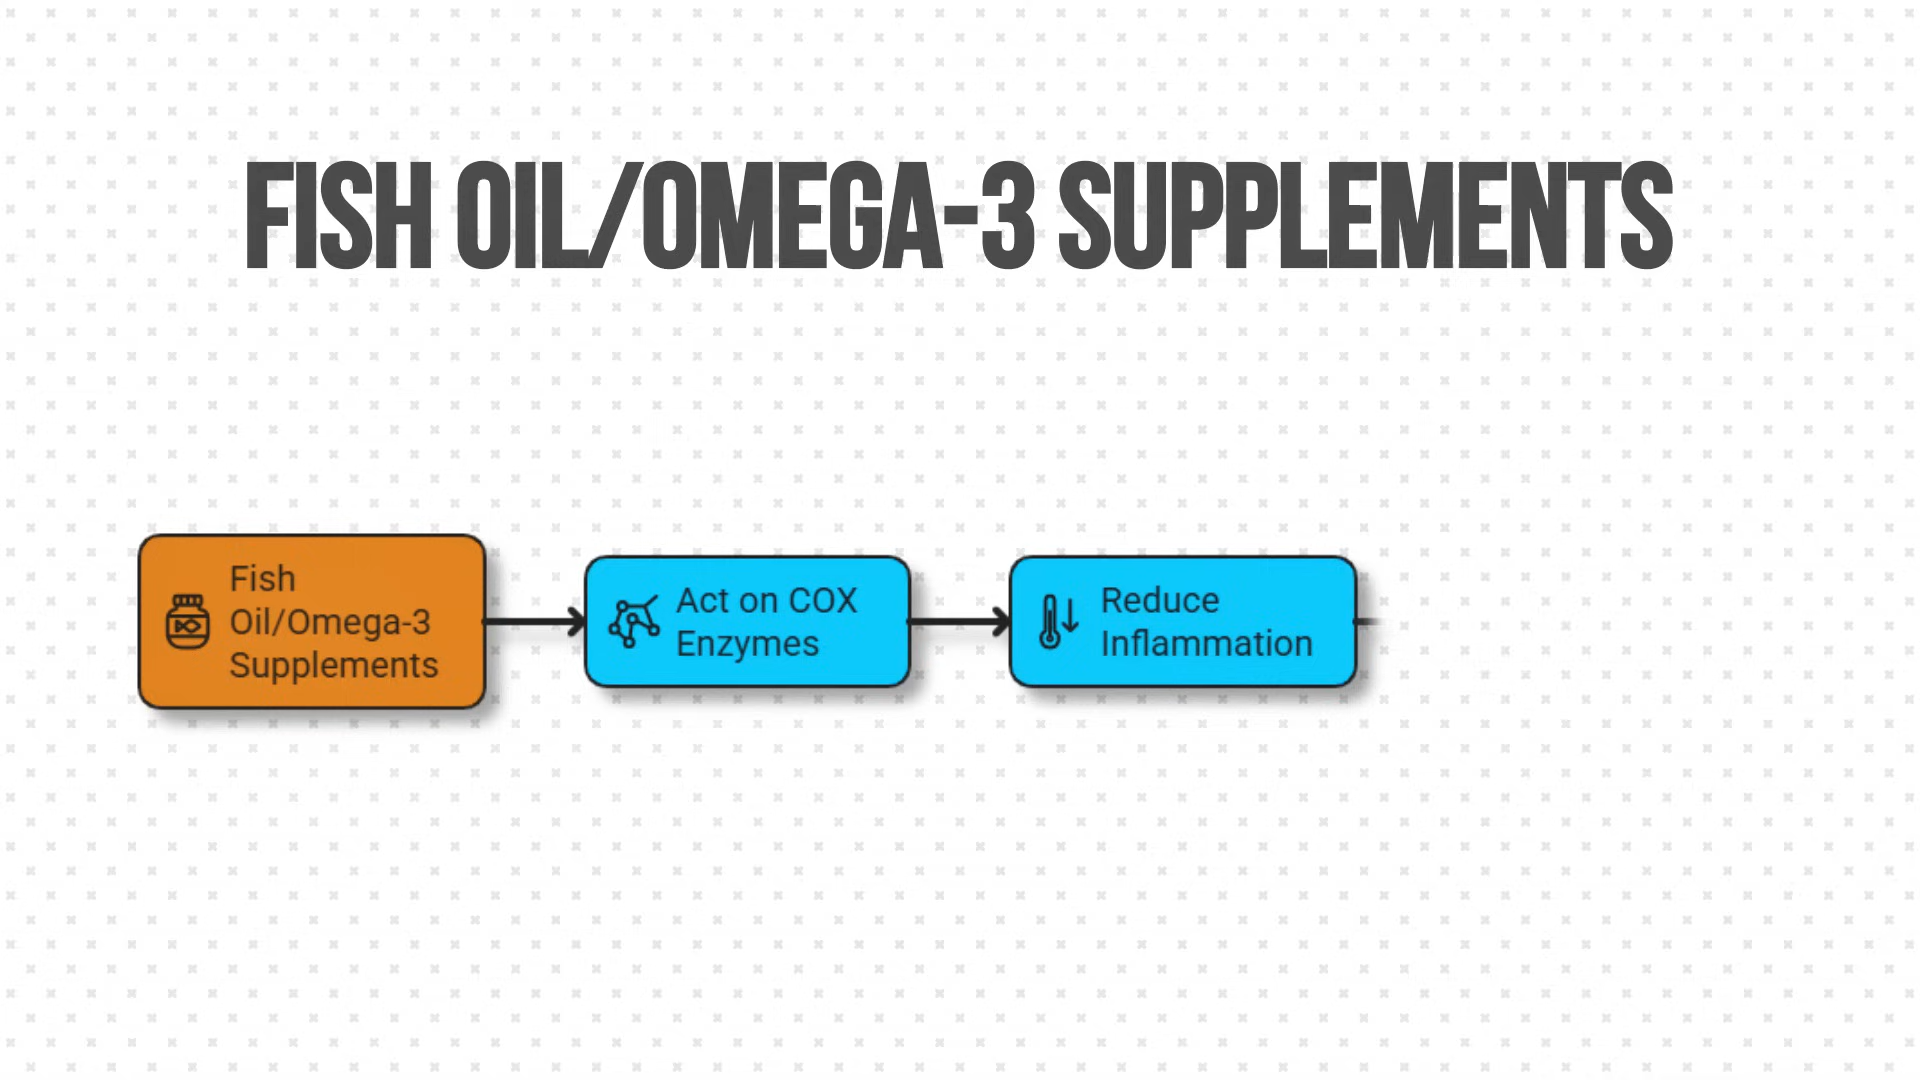 FISH OIL/OMEGA-3 SUPPLEMENTS
Fish
Oil/Omega-3
Supplements
Act on COX
Enzymes
Reduce
Inflammation